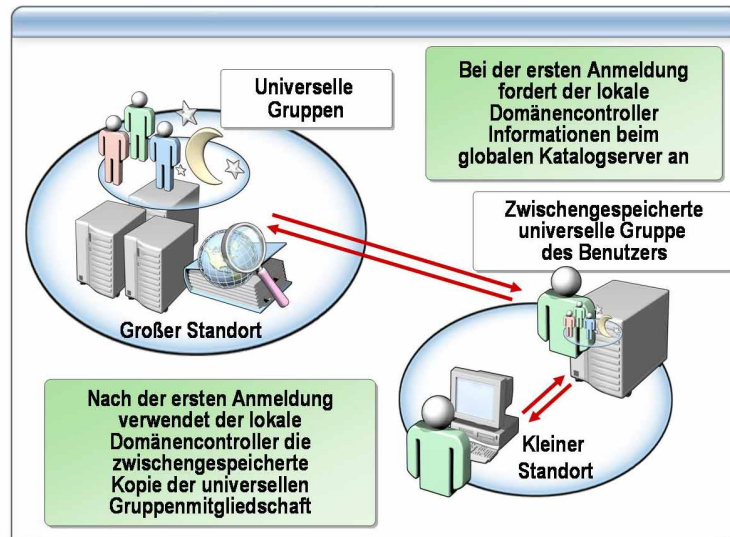 Universelle
Gruppen
Bei der ersten Anmeldung
fordert der lokale
Domänencontroller
Informationen beim
globalen Katalogserver an
Zwischengespeicherte
universelle Gruppe
des Benutzers
Großer Standort
Nach der ersten Anmeldung
verwendet der lokale
Domänencontroller die
zwischengespeicherte
Kopie der universellen
Gruppenmitgliedschaft
Kleiner
Standort